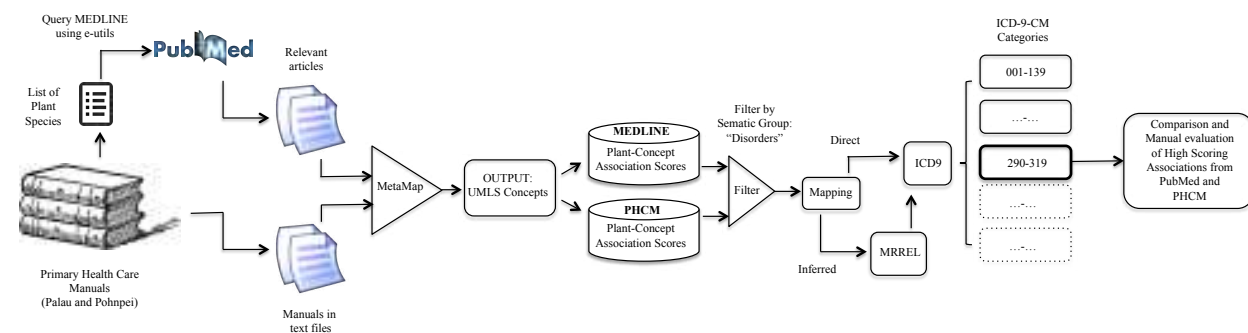 Query MEDLINE
using e-utils
PubMed
List of
Plant
Species
Primary Health Care
Manuals
(Palau and Pohnpei)
Relevant
articles
Manuals in
text files
MetaMap
OUTPUT:
UMLS Concepts
MEDLINE
Plant-Concept
Association Scores
PHCM
Plant-Concept
Association Scores
Filter by
Sematic Group:
“Disorders”
Filter
Mapping
Direct
Inferred
MRREL
ICD9
ICD-9-CM
Categories
001-139
...-...
290-319
...-...
...-...
Comparison and
Manual evaluation
of High Scoring
Associations from
PubMed and
PHCM